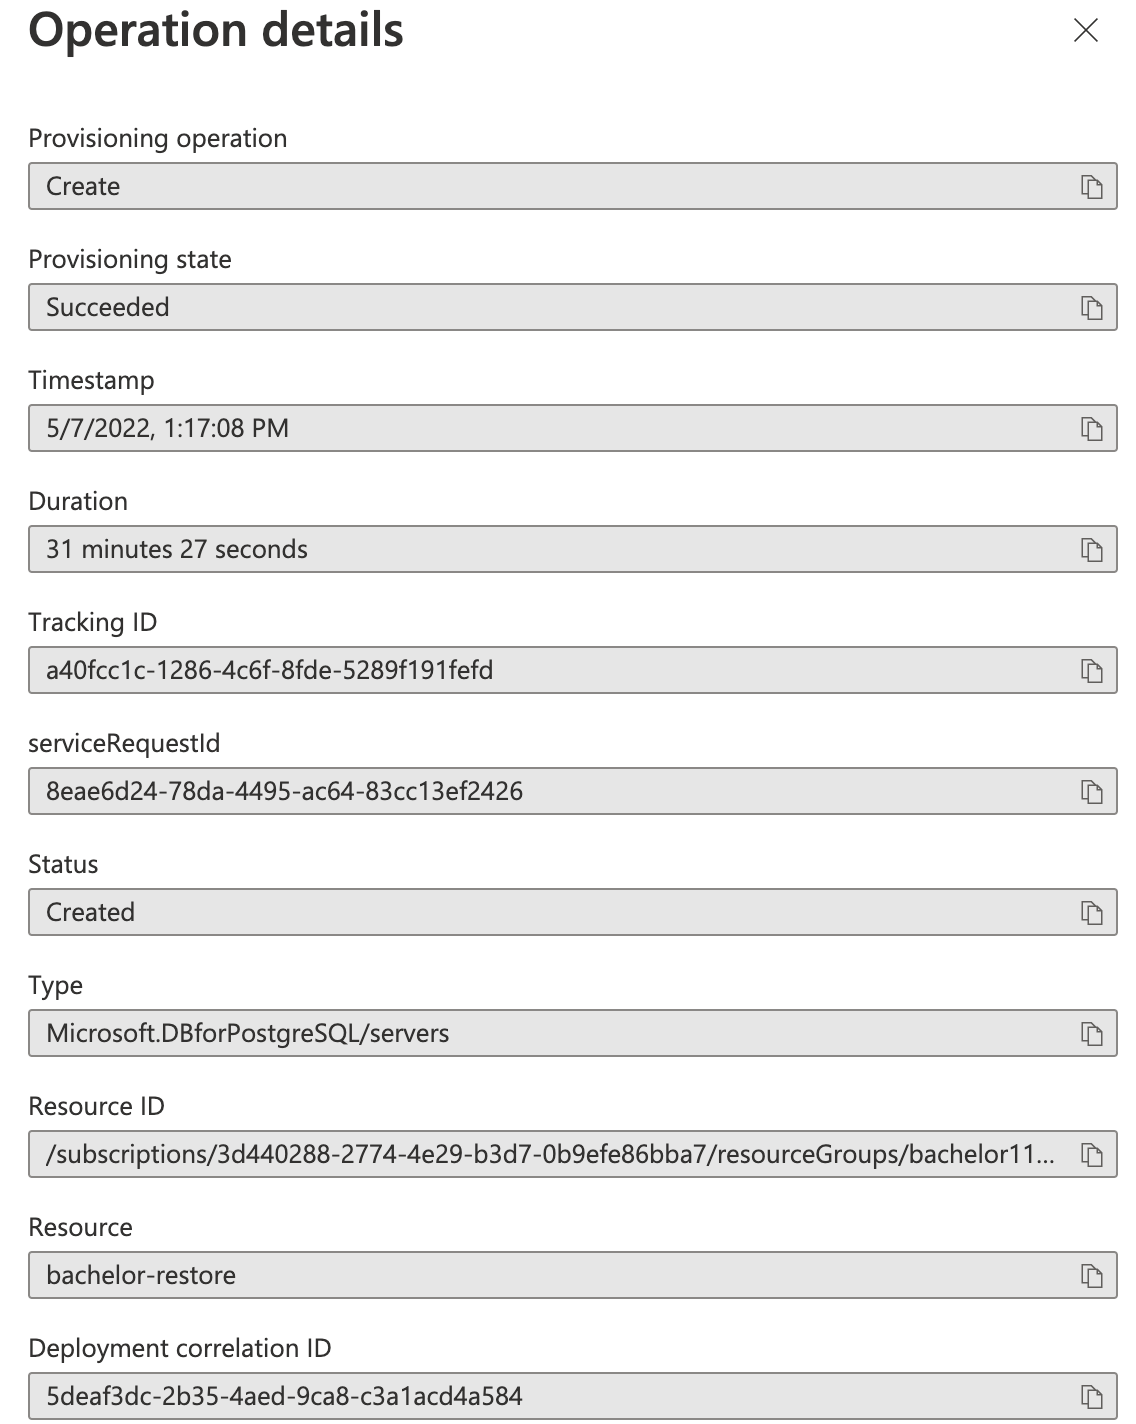 Operation details
Provisioning operation
Create
Provisioning state
Succeeded
Timestamp
5/7/2022, 1:17:08 PM
Duration
31 minutes 27 seconds
Tracking ID
a40fcc1c-1286-4c6f-8fde-5289f191fefd
serviceRequestId
8eae6d24-78da-4495-ac64-83cc13ef2426
Status
Created
Type
Microsoft.DBforPostgreSQL/servers
Resource ID
/subscriptions/3d440288-2774-4e29-b3d7-0b9efe86bba7/resourceGroups/bachelor11...
Resource
bachelor-restore
Deployment correlation ID
5deaf3dc-2b35-4aed-9ca8-c3a1acd4a584